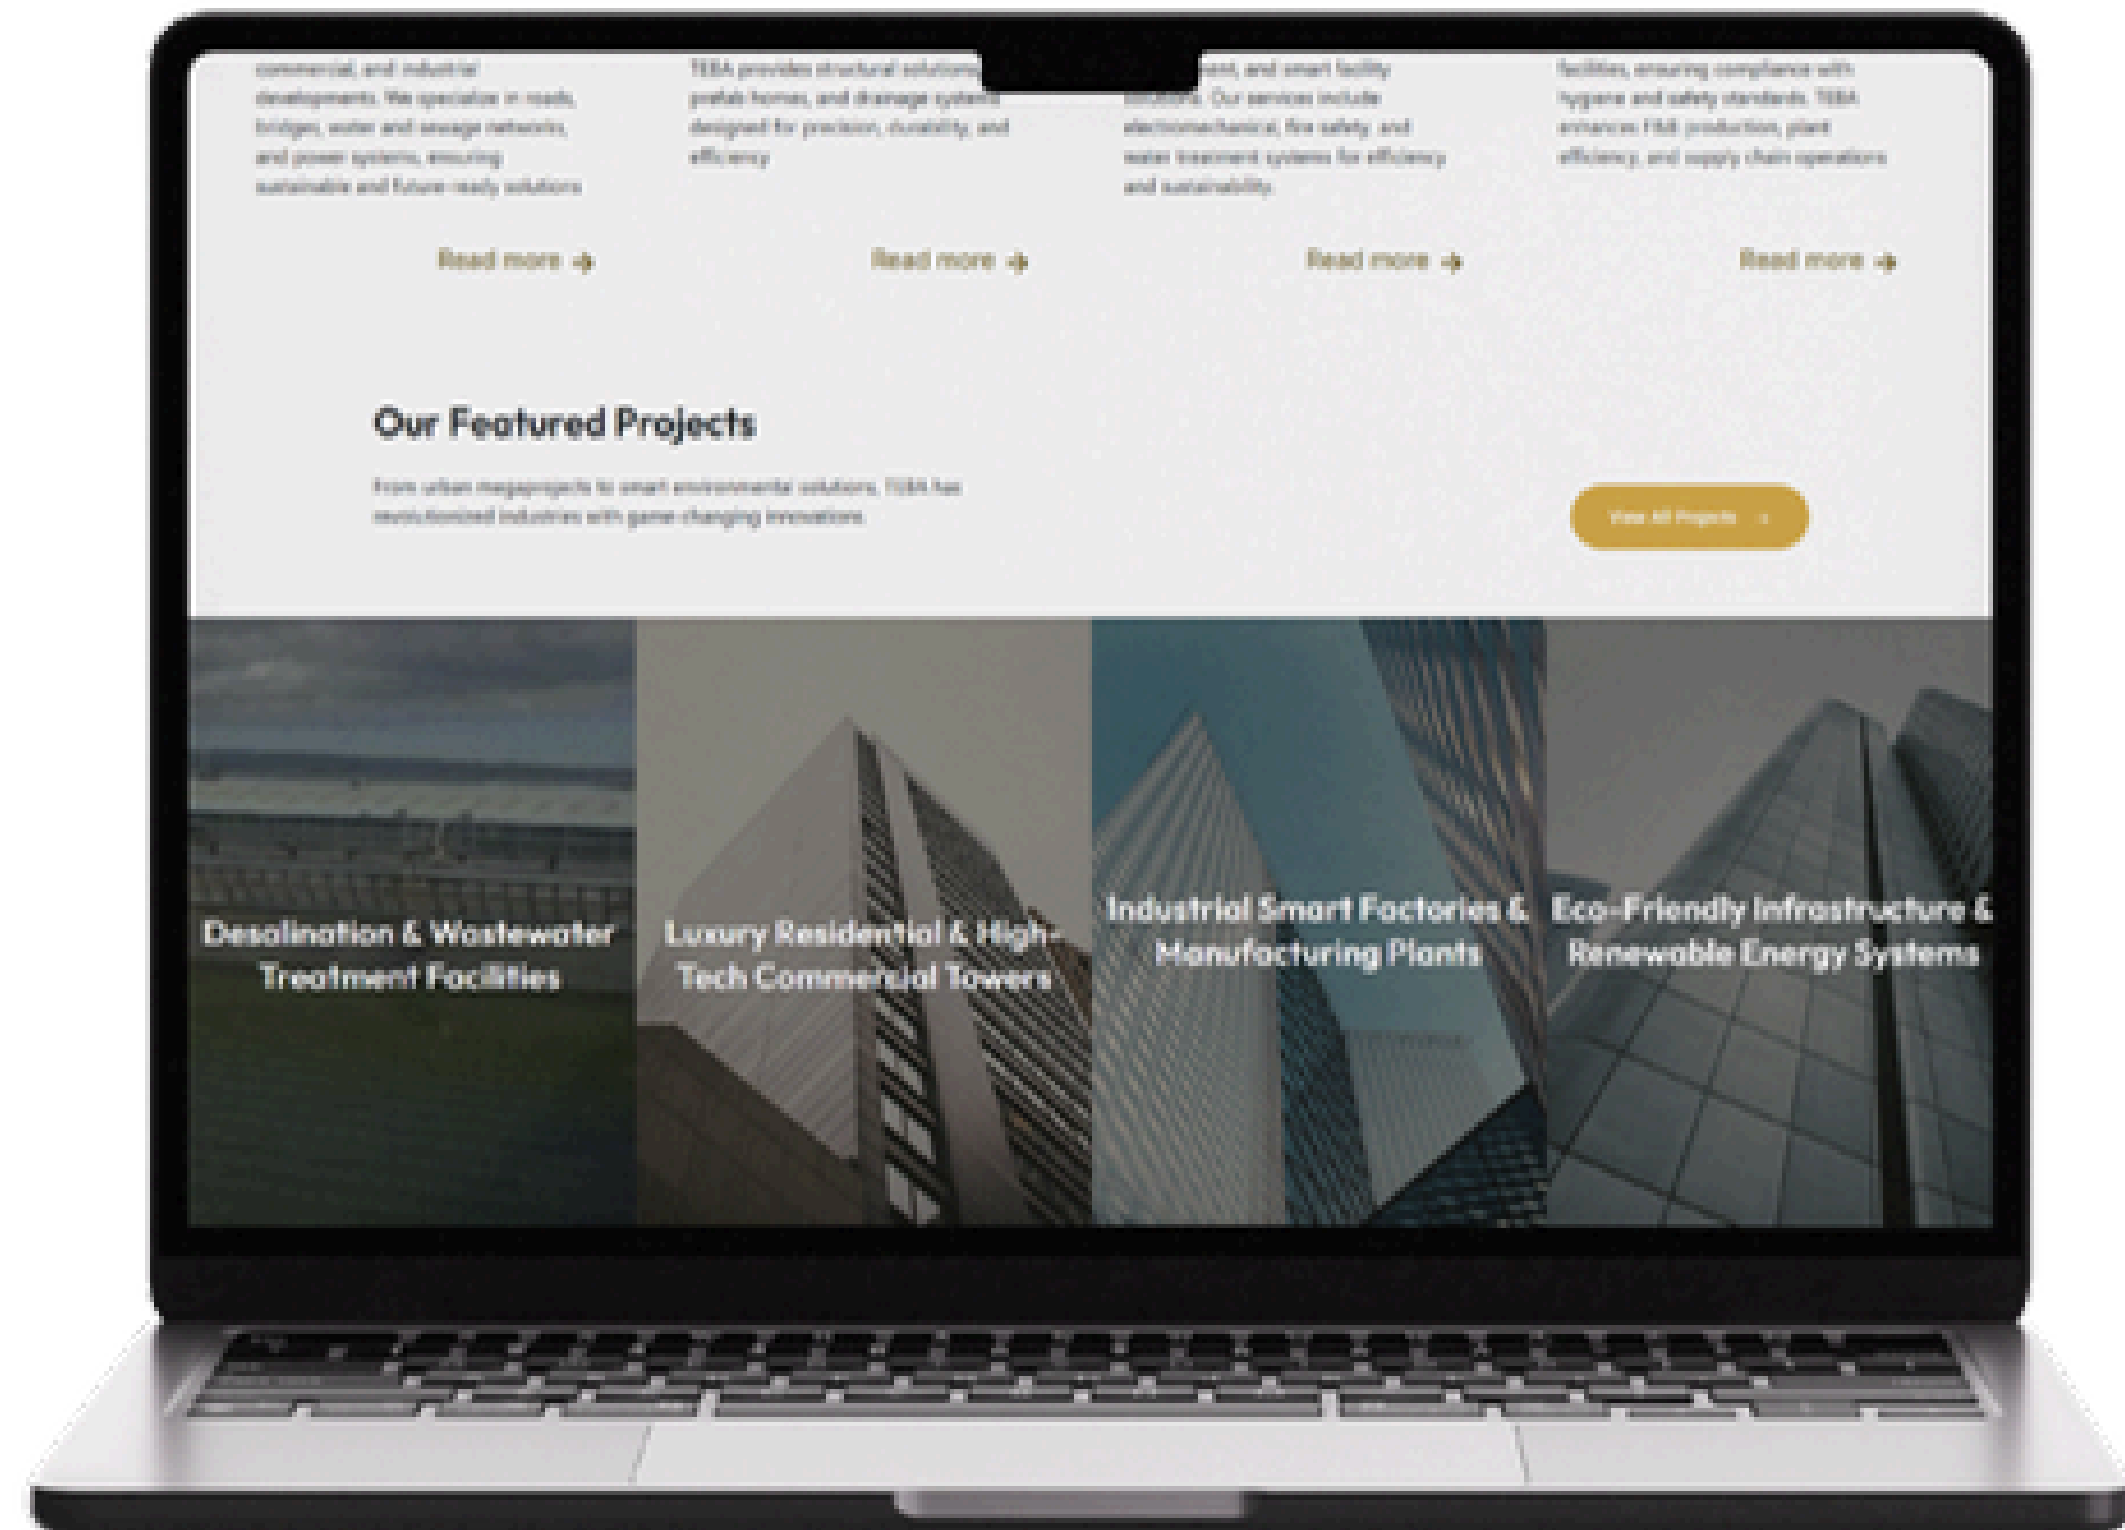 commercial, and industrial
developments. We specialize in roads,
bridges, water and sewage networks,
and power systems, ensuring
sustainable and future-ready solutions
TEBA provides structural solutions,
prefab homes, and drainage systems
designed for precision, durability, and
efficiency
and smart facility
solutions. Our services include
electromechanical, fire safety, and
water treatment systems for efficiency
and sustainability.
facilities, ensuring compliance with
hygiene and safety standards. TEBA
enhances F&B production, plant
efficiency, and supply chain operations
Read more →
Read more →
Read more →
Read more →
Our Featured Projects
From urban megaprojects to smart environmental solutions, TEBA has
revolutionized industries with game-changing innovations.
View All Projects →
Desalination & Wastewater
Treatment Facilities
Luxury Residential & High-
Tech Commercial Towers
Industrial Smart Factories &
Manufacturing Plants
Eco-Friendly Infrastructure &
Renewable Energy Systems